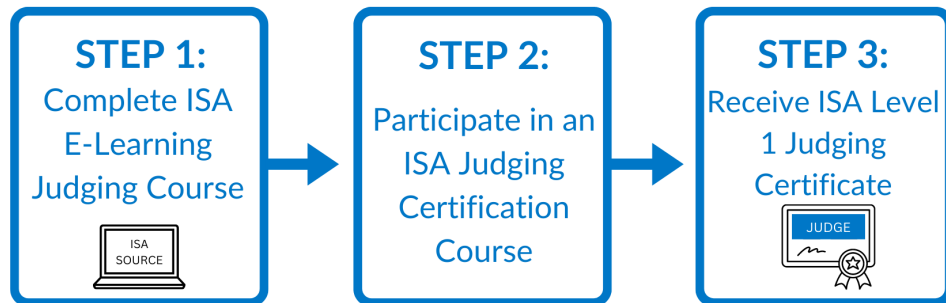 STEP 1:
Complete ISA
E-Learning
Judging Course
ISA
SOURCE
STEP 2:
Participate in an
ISA Judging
Certification
Course
STEP 3:
Receive ISA Level
1 Judging
Certificate
JUDGE